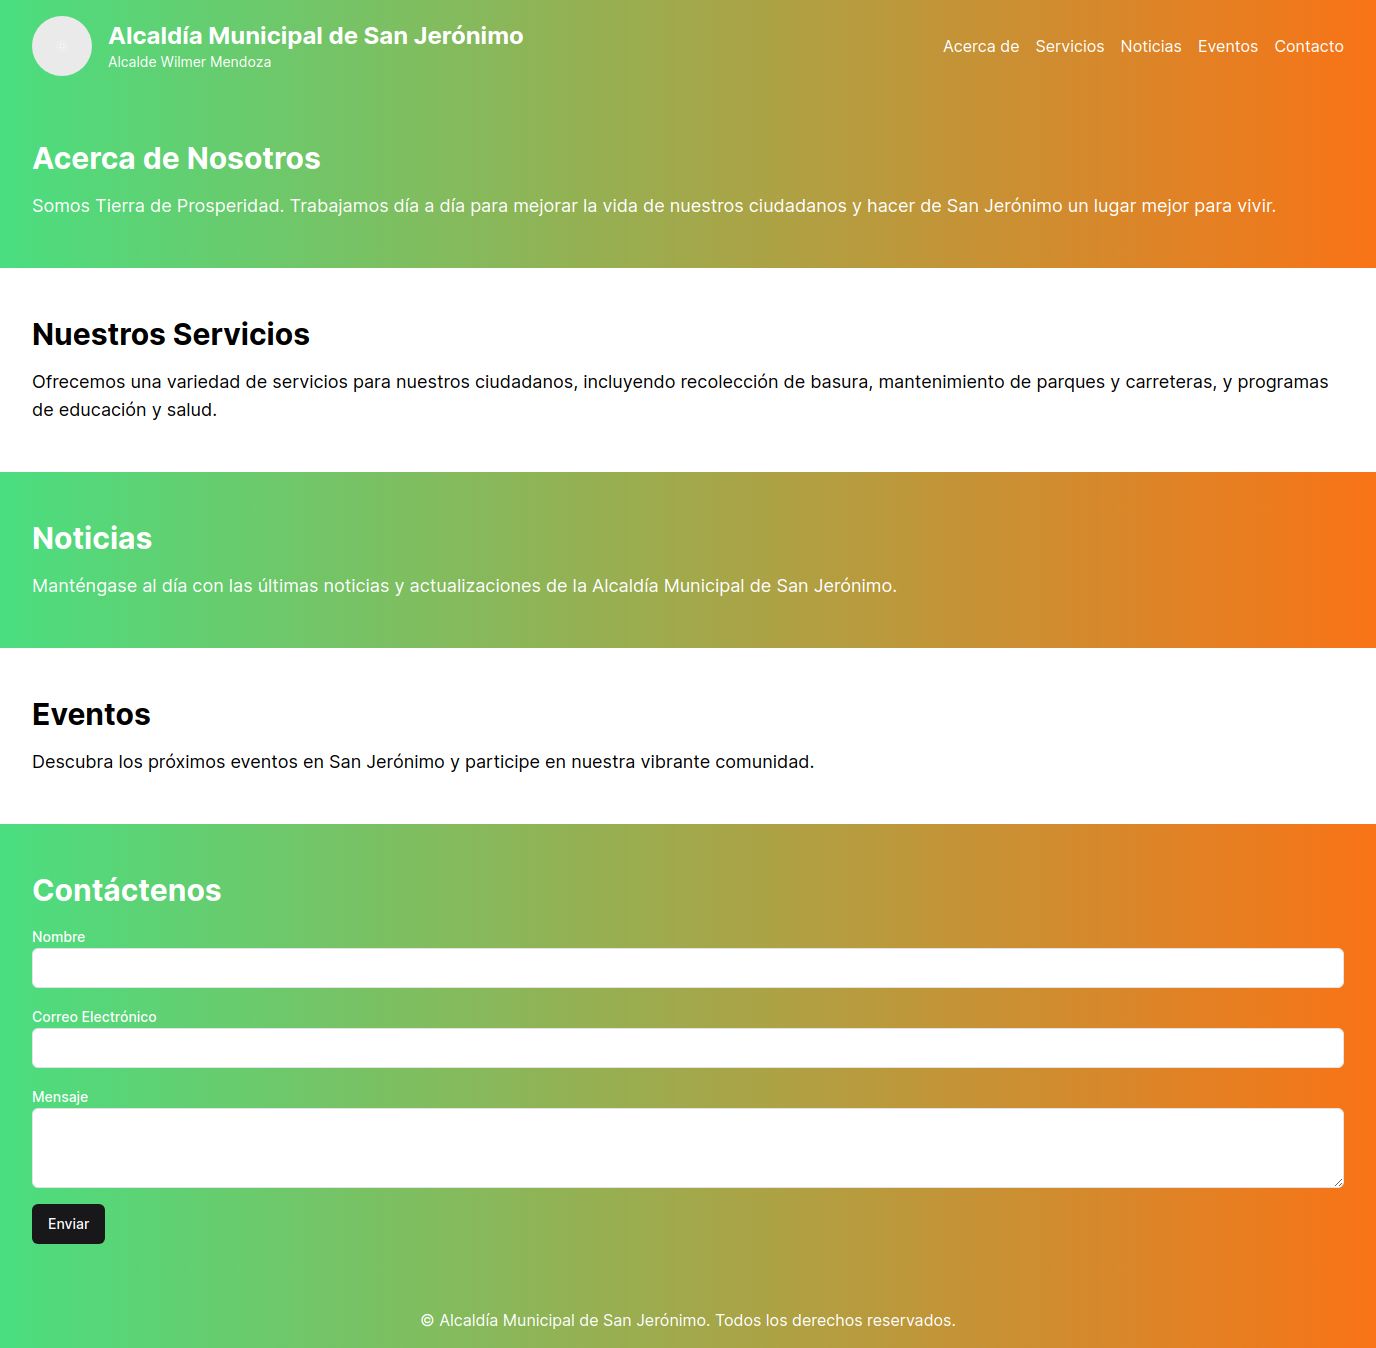 Alcaldía Municipal de San Jerónimo
Alcalde Wilmer Mendoza
Acerca de Servicios Noticias Eventos Contacto
Acerca de Nosotros
Somos Tierra de Prosperidad. Trabajamos día a día para mejorar la vida de nuestros ciudadanos y hacer de San Jerónimo un lugar mejor para vivir.
Nuestros Servicios
Ofrecemos una variedad de servicios para nuestros ciudadanos, incluyendo recolección de basura, mantenimiento de parques y carreteras, y programas
de educación y salud.
Noticias
Manténgase al día con las últimas noticias y actualizaciones de la Alcaldía Municipal de San Jerónimo.
Eventos
Descubra los próximos eventos en San Jerónimo y participe en nuestra vibrante comunidad.
Contáctenos
Nombre
Correo Electrónico
Mensaje
Enviar
© Alcaldía Municipal de San Jerónimo. Todos los derechos reservados.